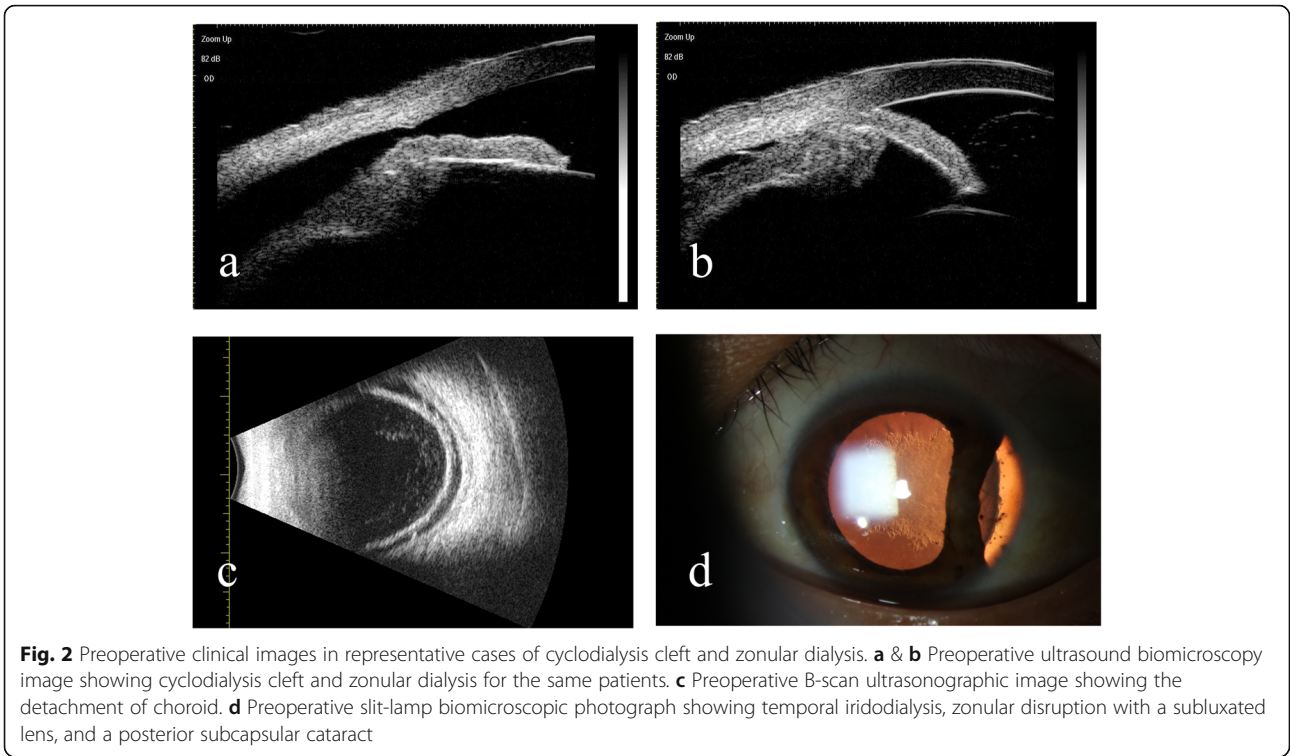 Zoom Up
82 dB
OD
a
Zoom Up
82 dB
OD
b
c
d
Fig. 2 Preoperative clinical images in representative cases of cyclodialysis cleft and zonular dialysis. a & b Preoperative ultrasound biomicroscopy
image showing cyclodialysis cleft and zonular dialysis for the same patients. c Preoperative B-scan ultrasonographic image showing the
detachment of choroid. d Preoperative slit-lamp biomicroscopic photograph showing temporal iridodialysis, zonular disruption with a subluxated
lens, and a posterior subcapsular cataract